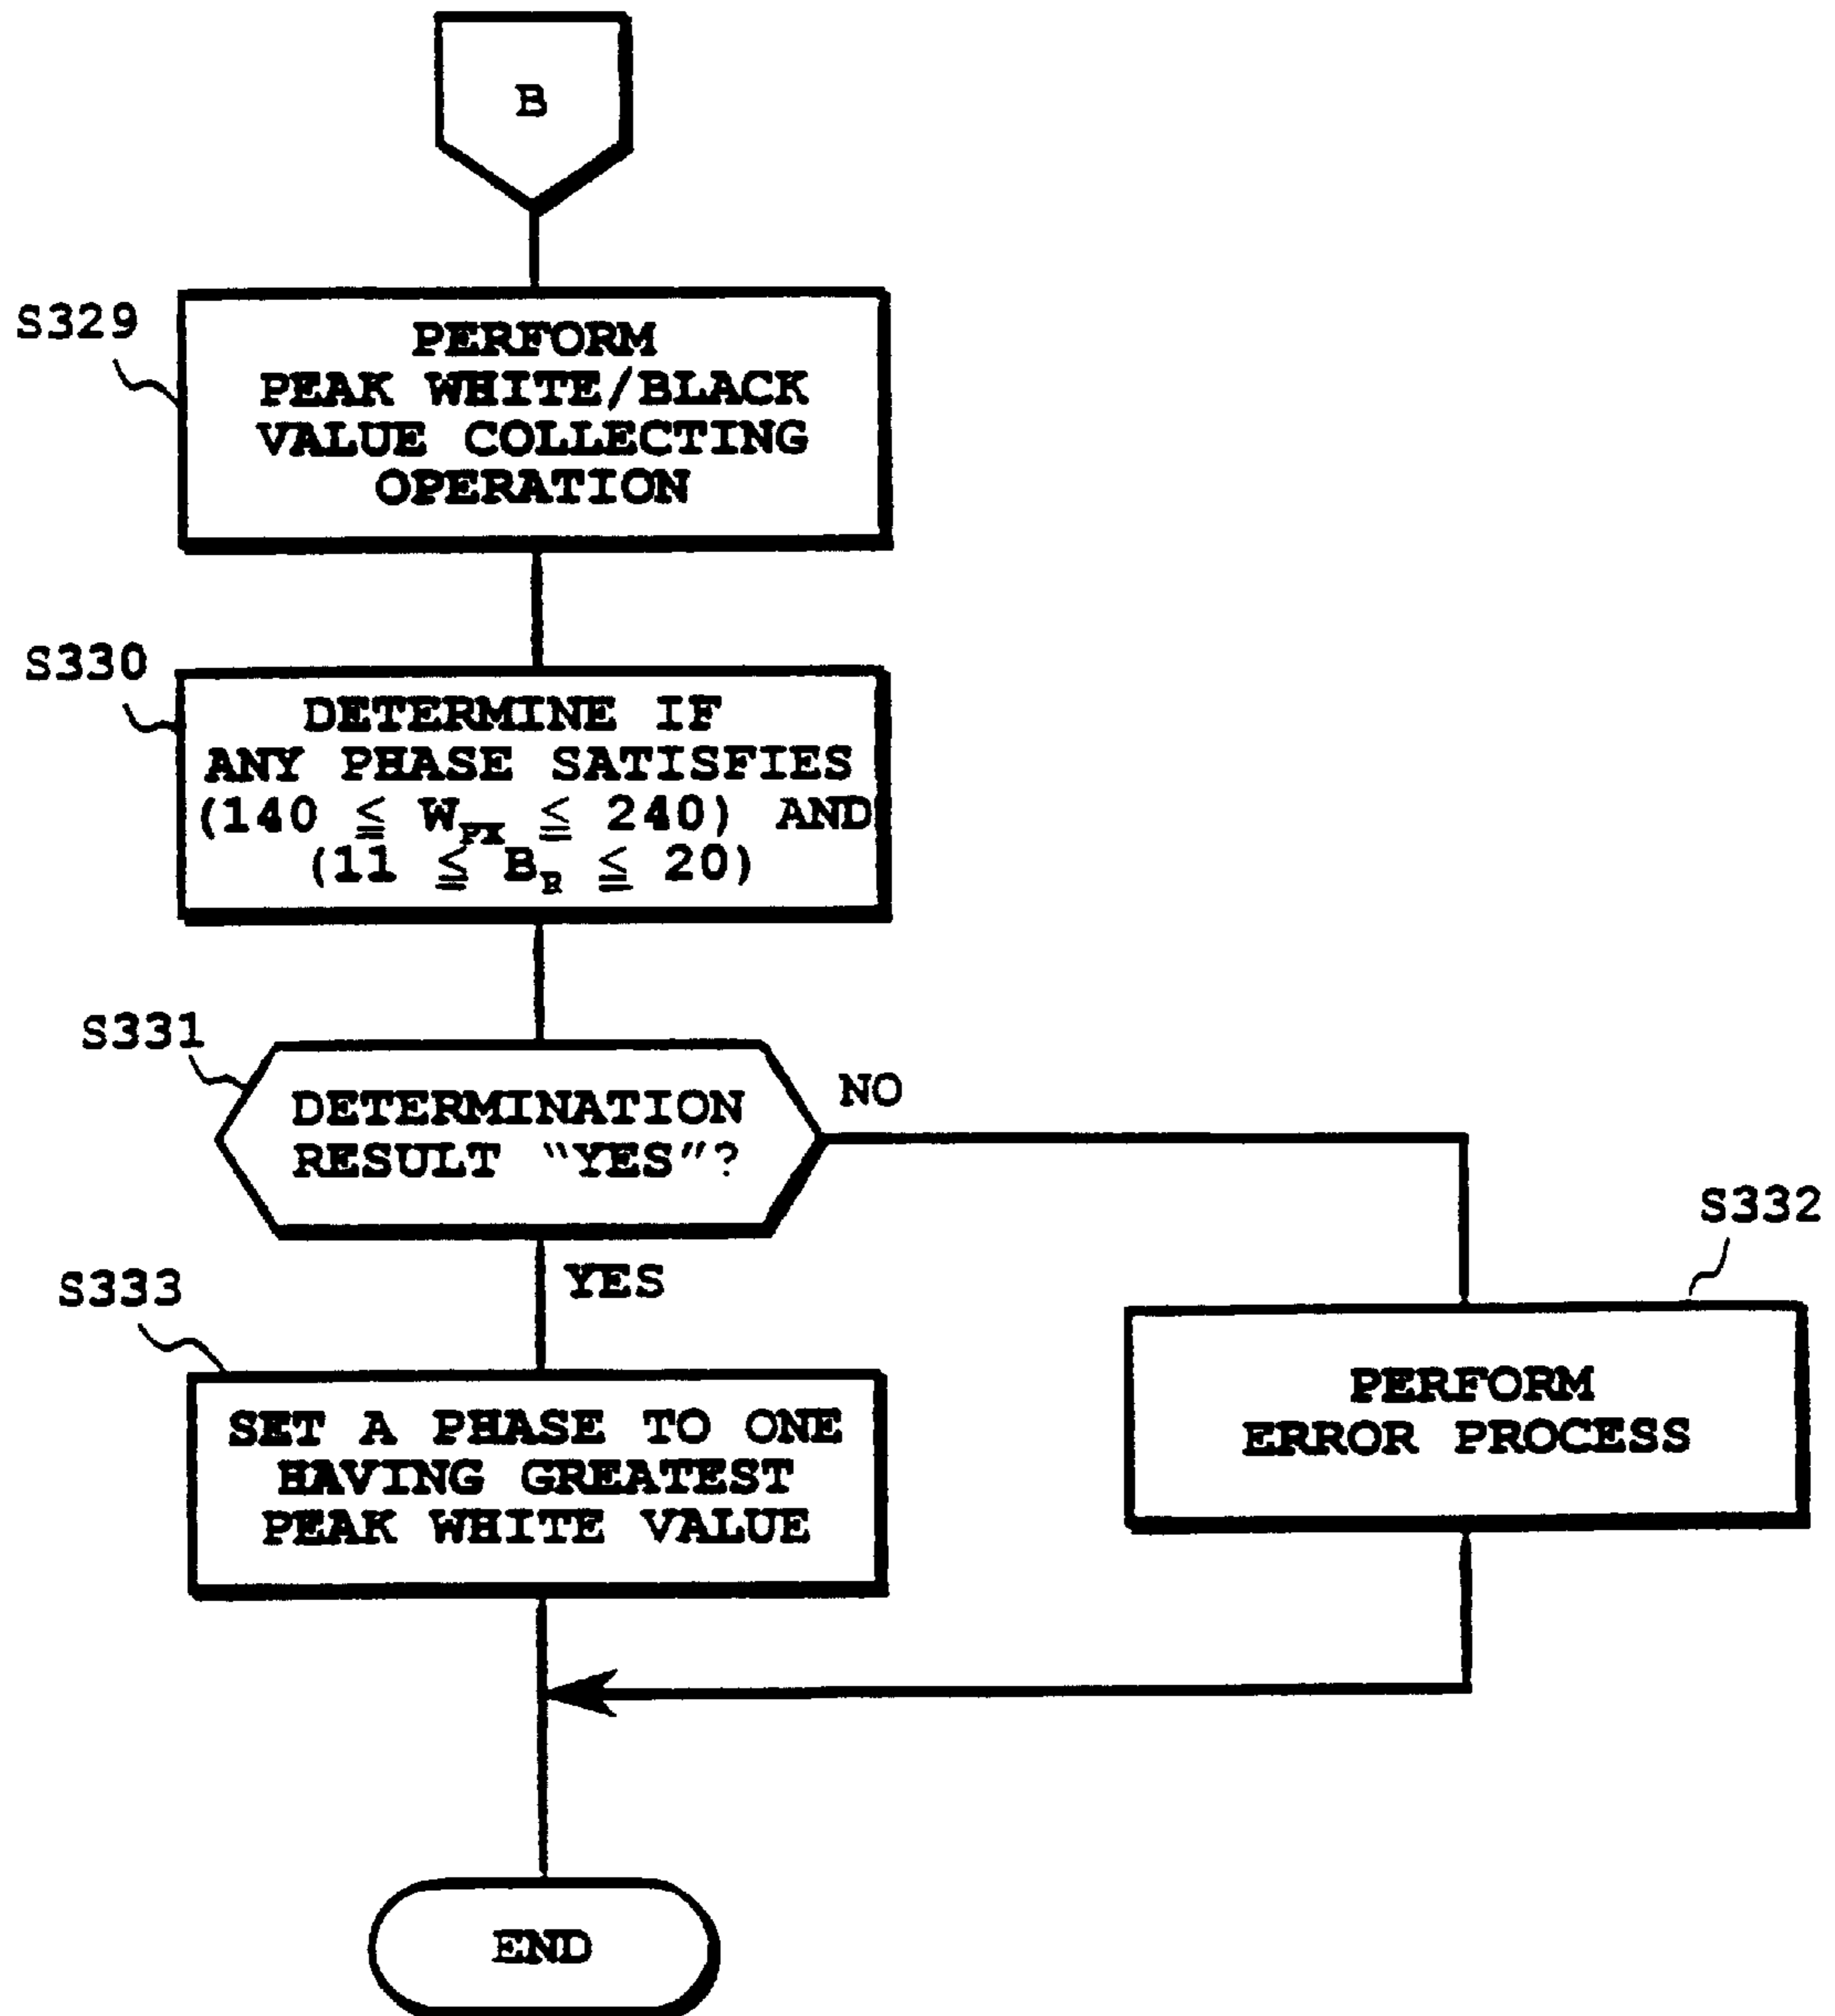 B
S329
PERFORM
PEAK WHITE/BLACK
VALUE COLLECTING
OPERATION
S330
DETERMINE IF
ANY PHASE SATISFIES
(140 ≦ W_PK ≦ 240) AND
(11 ≦ B_R ≦ 20)
S331
DETERMINATION
RESULT "YES"?
NO
YES
S332
PERFORM
ERROR PROCESS
S333
SET A PHASE TO ONE
HAVING GREATEST
PEAK WHITE VALUE
END